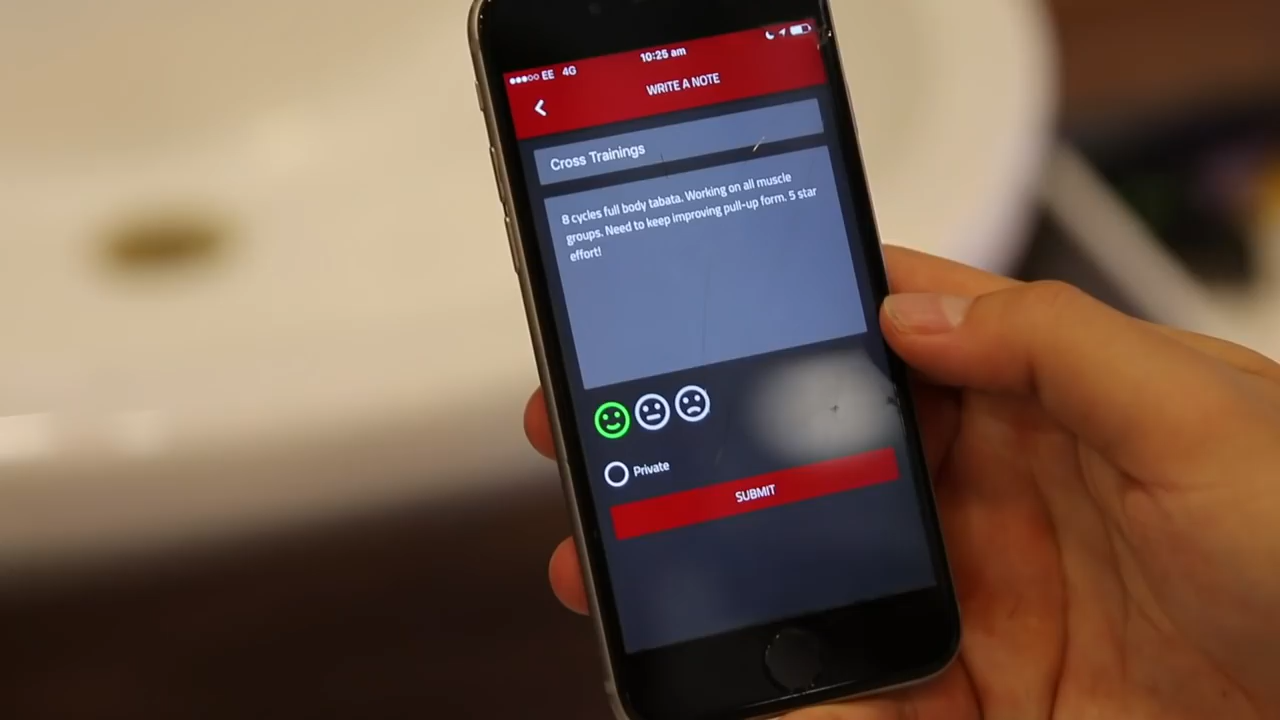 EE 4G 10:25 am
WRITE A NOTE
Cross Trainings
8 cycles full body tabata. Working on all muscle
groups. Need to keep improving pull-up form. 5 star
effort!
Private
SUBMIT